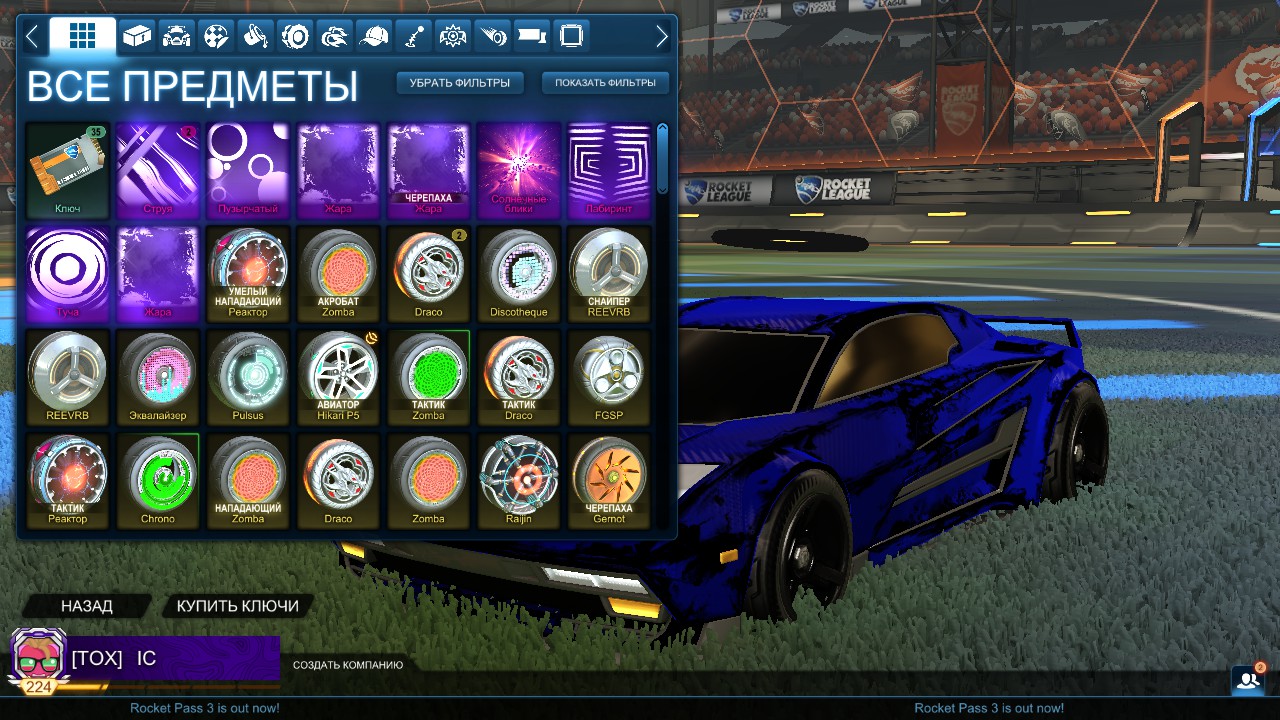 ВСЕ ПРЕДМЕТЫ
УБРАТЬ ФИЛЬТРЫ
ПОКАЗАТЬ ФИЛЬТРЫ
35
Ключ
2
Струя
Пузырчатый
Жара
ЧЕРЕПАХА
Жара
Солнечные
блики
Лабиринт
Туча
Жара
УМЕЛЫЙ
НАПАДАЮЩИЙ
Реактор
АКРОБАТ
Zomba
2
Draco
Discotheque
СНАЙПЕР
REEVRB
REEVRB
Эквалайзер
Pulsus
АВИАТОР
Hikari P5
ТАКТИК
Zomba
ТАКТИК
Draco
FGSP
ТАКТИК
Реактор
Chrono
НАПАДАЮЩИЙ
Zomba
Draco
Zomba
Raijin
ЧЕРЕПАХА
Gernot
ROCKET
LEAGUE
ROCKET
LEAGUE
НАЗАД
КУПИТЬ КЛЮЧИ
[TOX] IC
224
СОЗДАТЬ КОМПАНИЮ
2
Rocket Pass 3 is out now!
Rocket Pass 3 is out now!